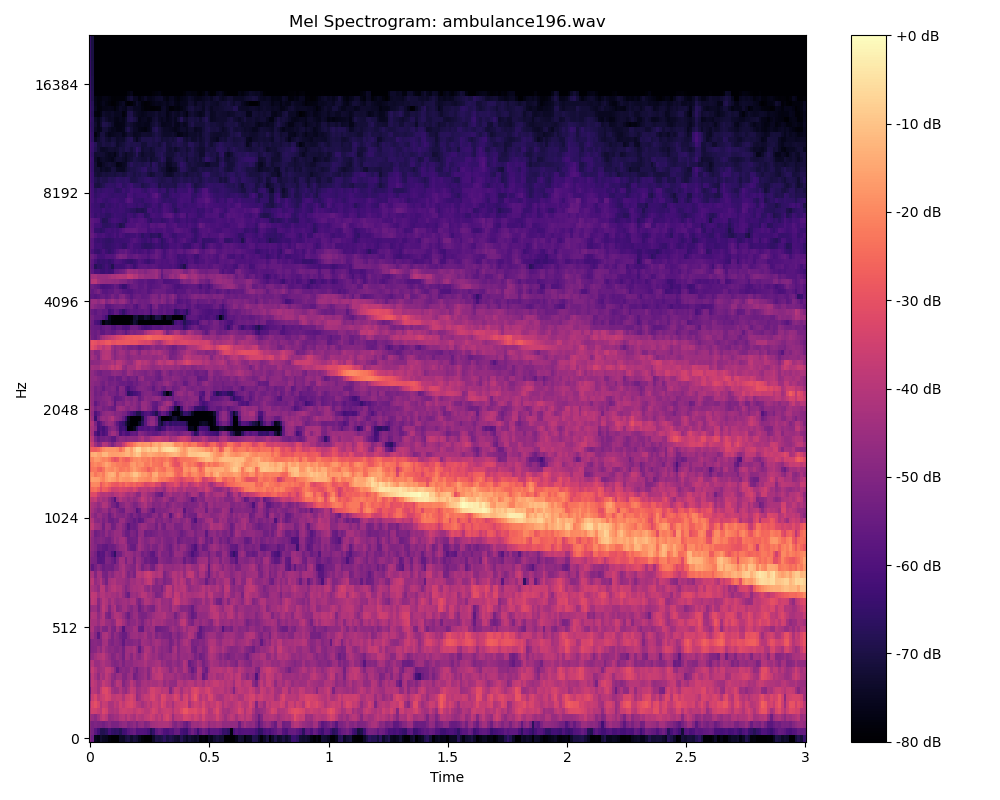 Mel Spectrogram: ambulance196.wav
+0 dB
16384
-10 dB
8192
-20 dB
4096
-30 dB
Hz
2048
-40 dB
-50 dB
1024
-60 dB
512
-70 dB
0
-80 dB
0 0.5 1 1.5 2 2.5 3
Time